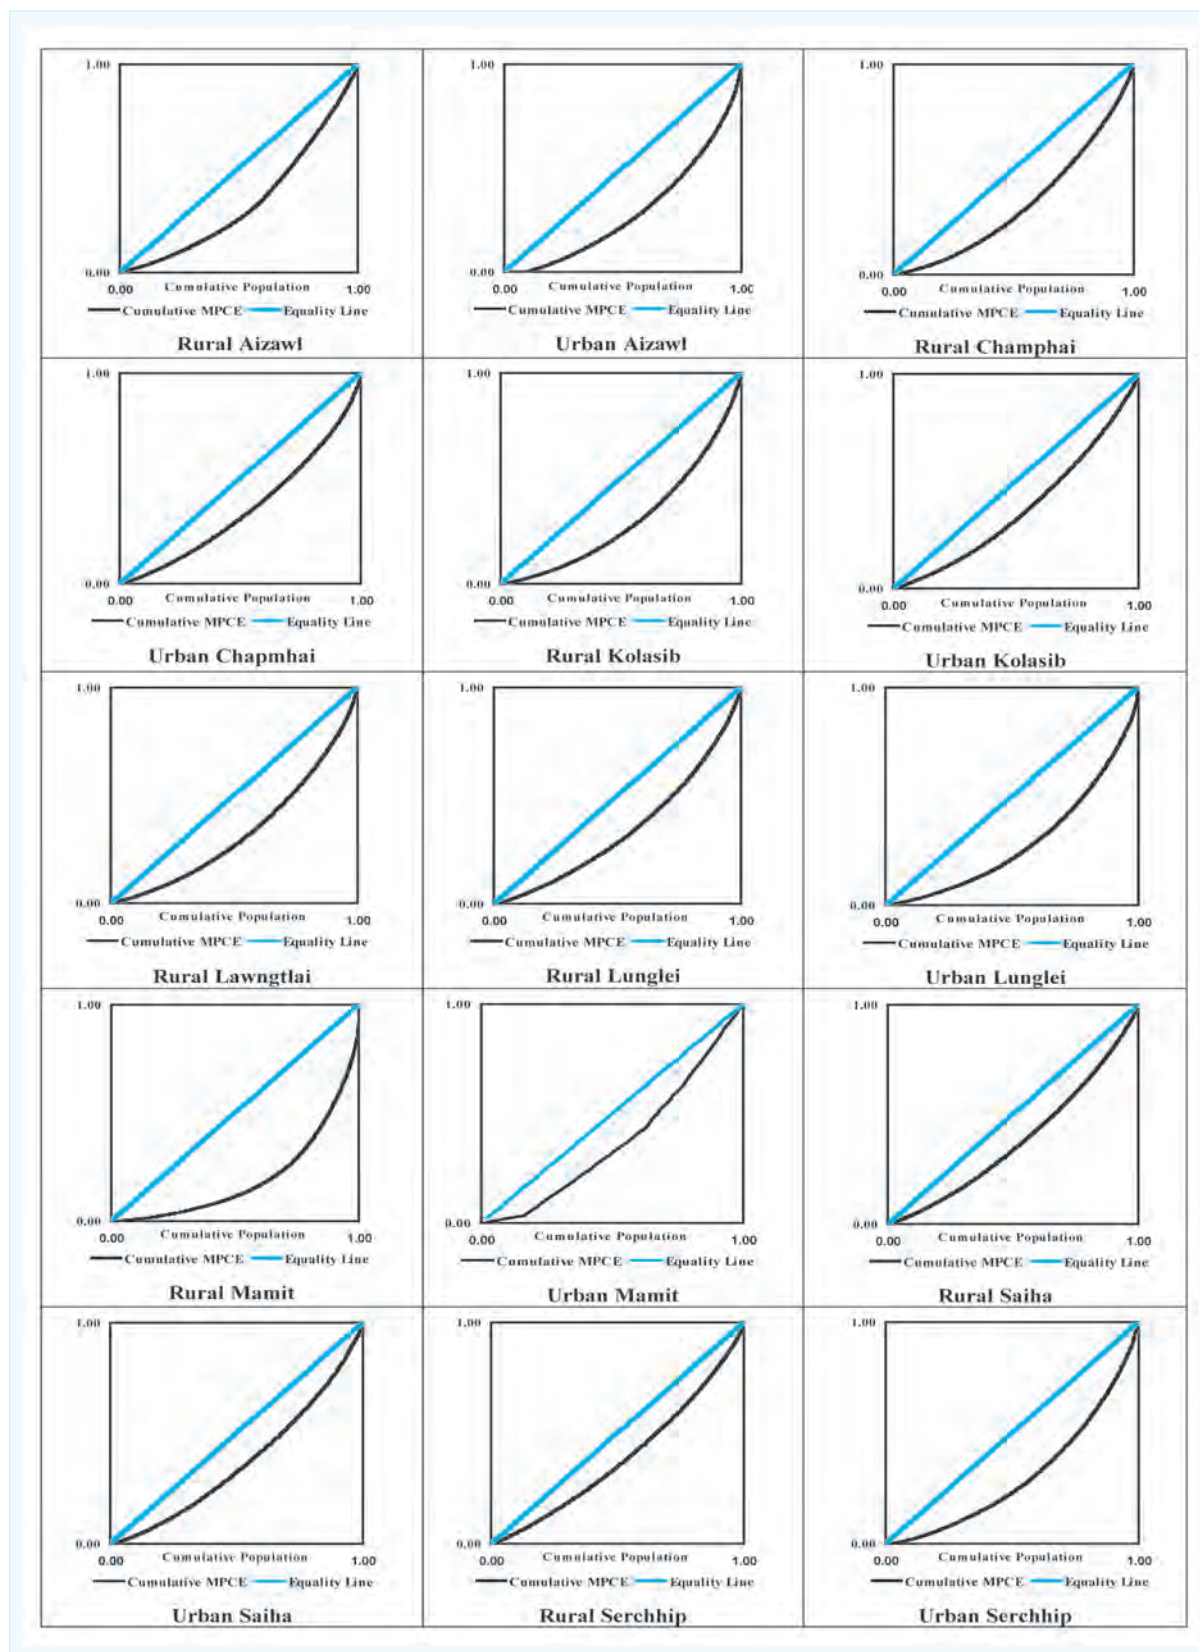 1.00
0.00
0.00 Cumulative Population 1.00
Cumulative MPCE Equality Line
Rural Aizawl
1.00
0.00
0.00 Cumulative Population 1.00
Cumulative MPCE Equality Line
Urban Aizawl
1.00
0.00
0.00 Cumulative Population 1.00
Cumulative MPCE Equality Line
Rural Champhai
1.00
0.00
0.00 Cumulative Population 1.00
Cumulative MPCE Equality Line
Urban Chapmhai
1.00
0.00
0.00 Cumulative Population 1.00
Cumulative MPCE Equality Line
Rural Kolasib
1.00
0.00
0.00 Cumulative Population 1.00
Cumulative MPCE Equality Line
Urban Kolasib
1.00
0.00
0.00 Cumulative Population 1.00
Cumulative MPCE Equality Line
Rural Lawngtlai
1.00
0.00
0.00 Cumulative Population 1.00
Cumulative MPCE Equality Line
Rural Lunglei
1.00
0.00
0.00 Cumulative Population 1.00
Cumulative MPCE Equality Line
Urban Lunglei
1.00
0.00
0.00 Cumulative Population 1.00
Cumulative MPCE Equality Line
Rural Mamit
1.00
0.00
0.00 Cumulative Population 1.00
Cumulative MPCE Equality Line
Urban Mamit
1.00
0.00
0.00 Cumulative Population 1.00
Cumulative MPCE Equality Line
Rural Saiha
1.00
0.00
0.00 Cumulative Population 1.00
Cumulative MPCE Equality Line
Urban Saiha
1.00
0.00
0.00 Cumulative Population 1.00
Cumulative MPCE Equality Line
Rural Serchhip
1.00
0.00
0.00 Cumulative Population 1.00
Cumulative MPCE Equality Line
Urban Serchhip